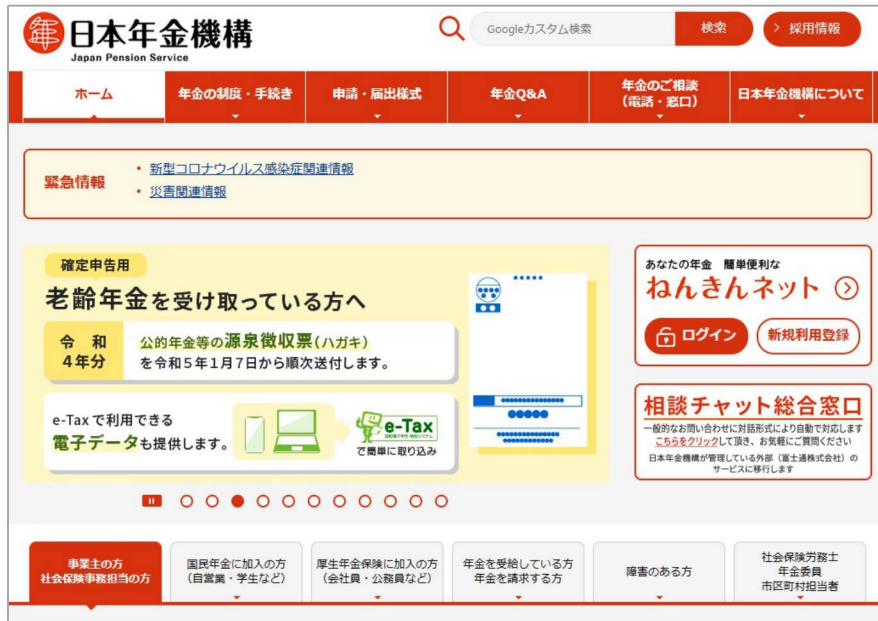 日本年金機構
Japan Pension Service
Googleカスタム検索
検索
採用情報
ホーム
年金の制度・手続き
申請・届出様式
年金Q&A
年金のご相談
(電話・窓口)
日本年金機構について
緊急情報
・新型コロナウイルス感染症関連情報
・災害関連情報
確定申告用
老齢年金を受け取っている方へ
令和
4年分
公的年金等の源泉徴収票(ハガキ)
を令和5年1月7日から順次送付します。
e-Taxで利用できる
電子データも提供します。
e-Tax
で簡単に取り込み
あなたの年金 簡単便利な
ねんきんネット
ログイン
新規利用登録
相談チャット総合窓口
一般的なお問い合わせに対話形式により自動で対応します
こちらをクリックして頂き、お気軽にご質問ください
日本年金機構が管理している外部(富士通株式会社)の
サービスに移行します
事業主の方
社会保険事務担当の方
国民年金に加入の方
(自営業・学生など)
厚生年金保険に加入の方
(会社員・公務員など)
年金を受給している方
年金を請求する方
障害のある方
社会保険労務士
年金委員
市区町村担当者